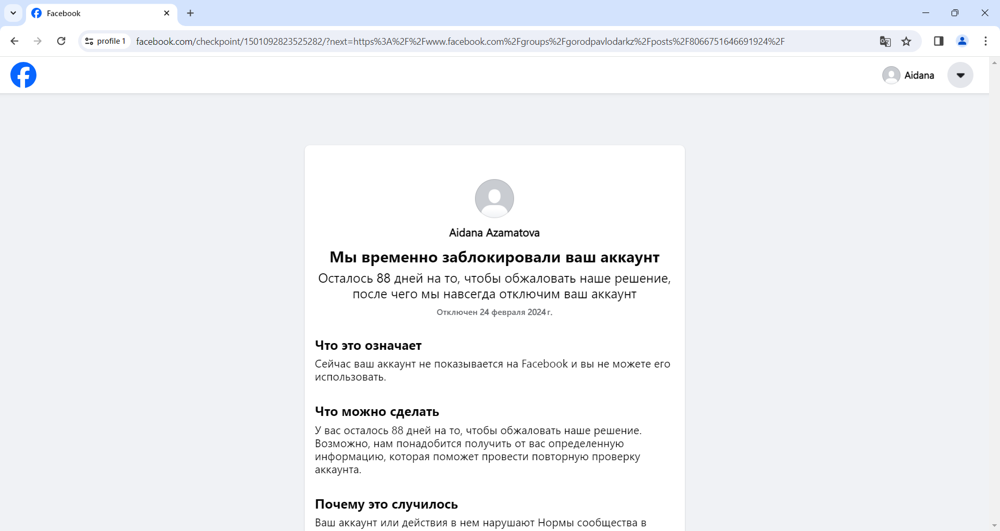 Facebook
profile 1
facebook.com/checkpoint/1501092823525282/?next=https%3A%2F%2Fwww.facebook.com%2Fgroups%2Fgorodpavlodarkz%2Fposts%2F8066751646691924%2F
Aidana
Aidana Azamatova
Мы временно заблокировали ваш аккаунт
Осталось 88 дней на то, чтобы обжаловать наше решение,
после чего мы навсегда отключим ваш аккаунт
Отключен 24 февраля 2024 г.
Что это означает
Сейчас ваш аккаунт не показывается на Facebook и вы не можете его
использовать.
Что можно сделать
У вас осталось 88 дней на то, чтобы обжаловать наше решение.
Возможно, нам понадобится получить от вас определенную
информацию, которая поможет провести повторную проверку
аккаунта.
Почему это случилось
Ваш аккаунт или действия в нем нарушают Нормы сообщества в